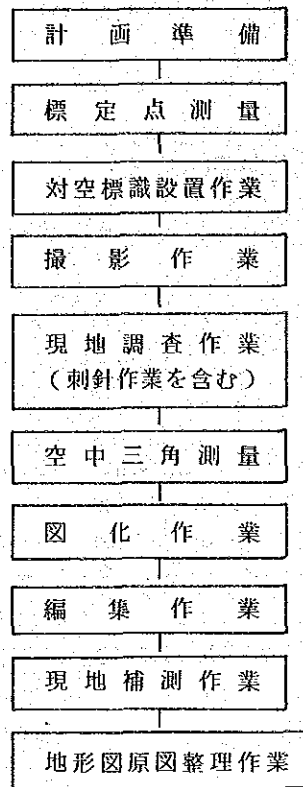 計画準備
標定点測量
対空標識設置作業
撮影作業
現地調査作業
(刺針作業を含む)
空中三角測量
図化作業
編集作業
現地補測作業
地形図原図整理作業